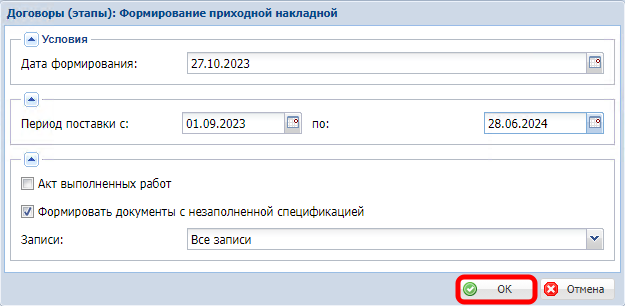 Договоры (этапы): Формирование приходной накладной
Условия
Дата формирования: 27.10.2023
Период поставки с: 01.09.2023 по: 28.06.2024
Акт выполненных работ
Формировать документы с незаполненной спецификацией
Записи: Все записи
ОК Отмена